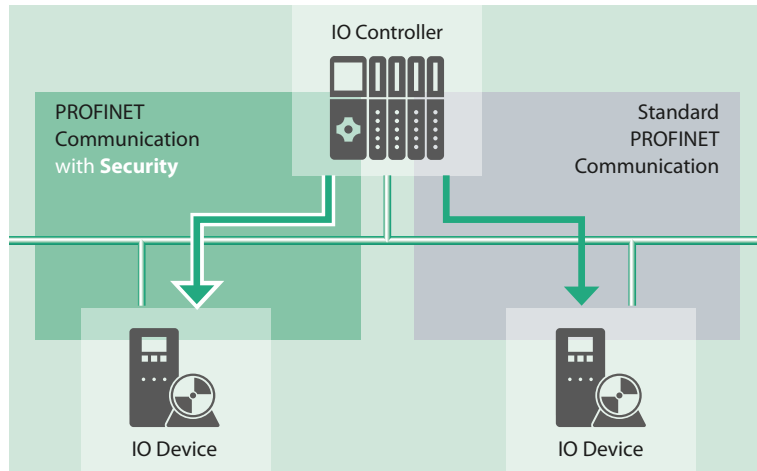 IO Controller
PROFINET
Communication
with Security
Standard
PROFINET
Communication
IO Device
IO Device